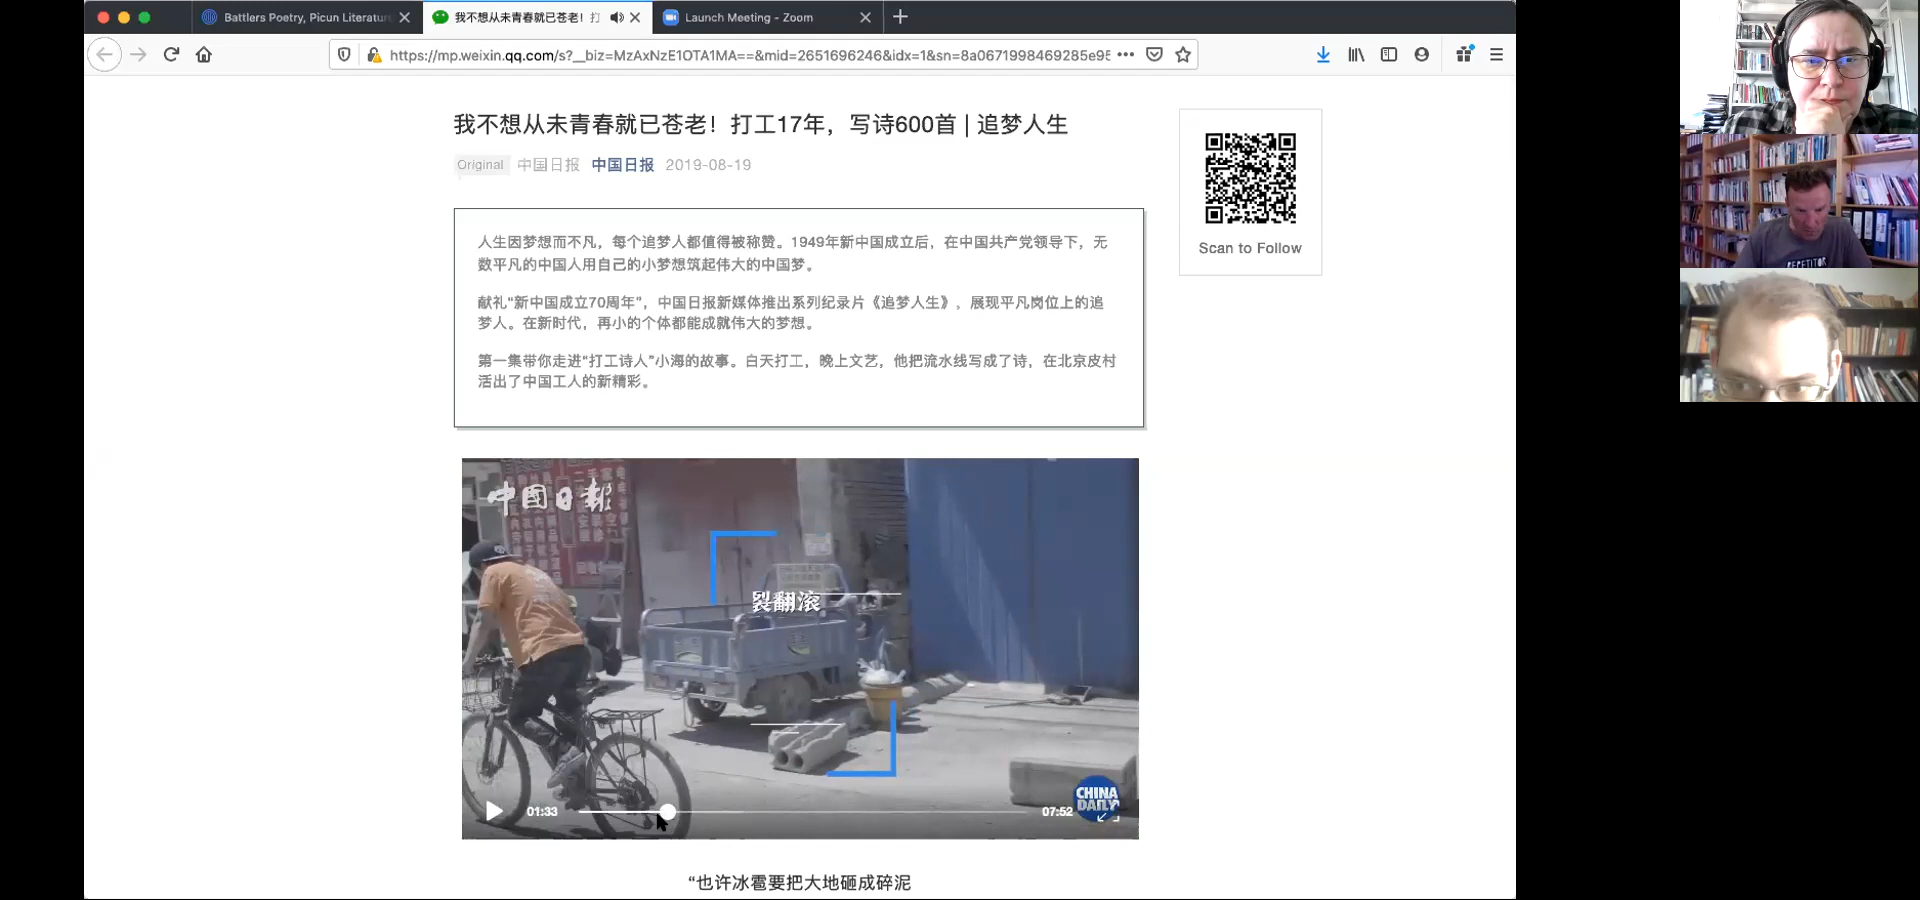 Battlers Poetry, Picun Literatur
我不想从未青春就已苍老！打
Launch Meeting - Zoom
https://mp.weixin.qq.com/s?__biz=MzAxNzE1OTA1MA==&mid=2651696246&idx=1&sn=8a0671998469285e95
我不想从未青春就已苍老！打工17年，写诗600首 | 追梦人生
Original 中国日报 中国日报 2019-08-19
Scan to Follow
人生因梦想而不凡，每个追梦人都值得被称赞。1949年新中国成立后，在中国共产党领导下，无
数平凡的中国人用自己的小梦想筑起伟大的中国梦。
献礼“新中国成立70周年”，中国日报新媒体推出系列纪录片《追梦人生》，展现平凡岗位上的追
梦人。在新时代，再小的个体都能成就伟大的梦想。
第一集带你走进“打工诗人”小海的故事。白天打工，晚上文艺，他把流水线写成了诗，在北京皮村
活出了中国工人的新精彩。
中国日報
裂翻滚
01:33
07:52
CHINA
DAILY
“也许冰雹要把大地砸成碎泥